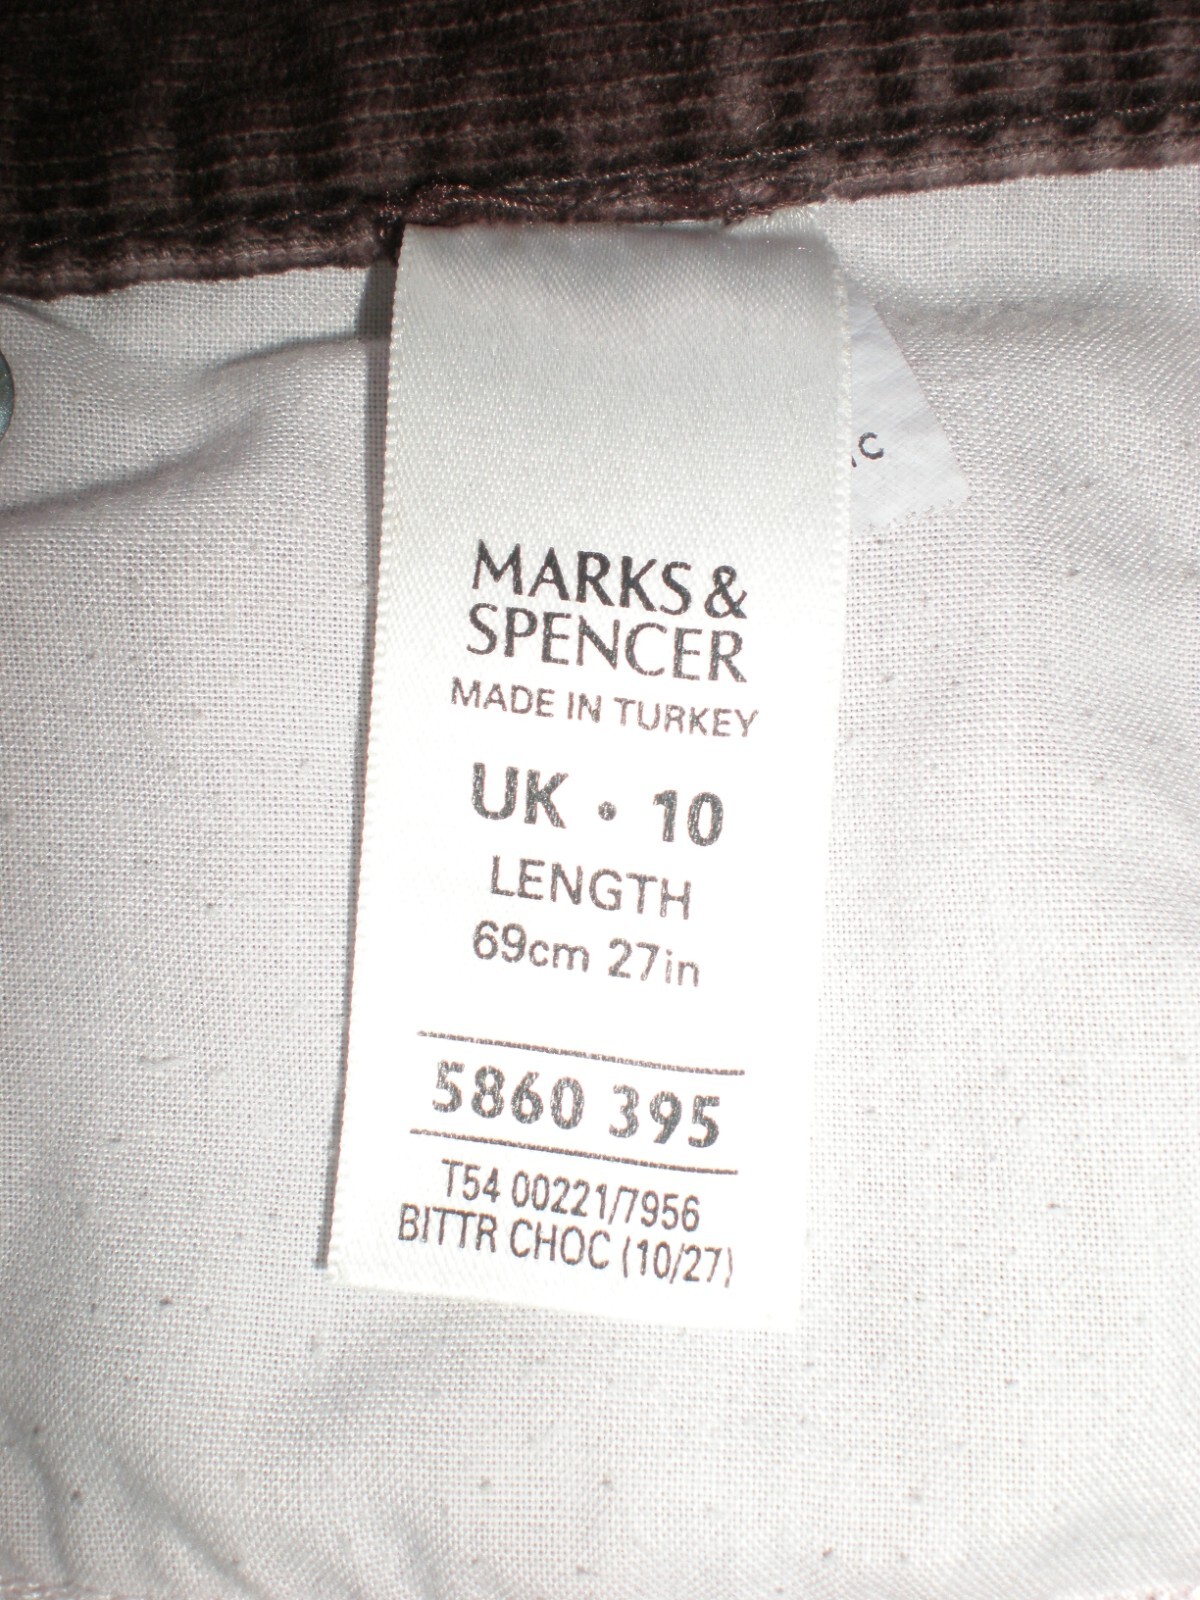 MARKS &
SPENCER
MADE IN TURKEY
UK • 10
LENGTH
69cm 27in
5860 395
T54 00221/7956
BITTR CHOC (10/27)